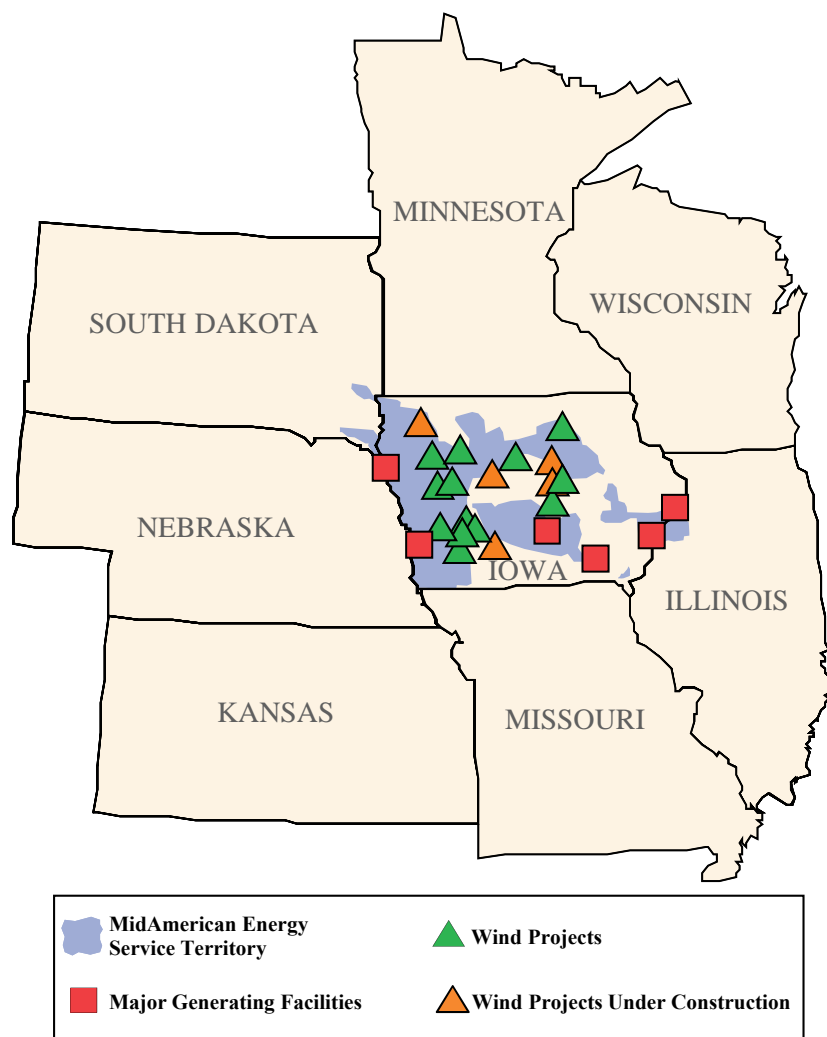 MINNESOTA
WISCONSIN
SOUTH DAKOTA
NEBRASKA
IOWA
ILLINOIS
KANSAS
MISSOURI
MidAmerican Energy
Service Territory
Wind Projects
Major Generating Facilities
Wind Projects Under Construction